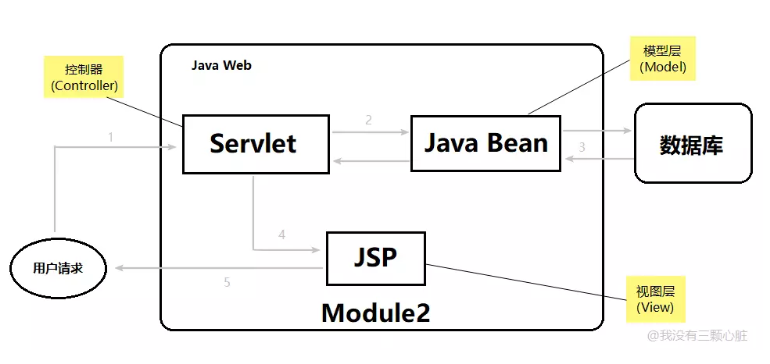 Java Web
控制器
(Controller)
模型层
(Model)
1
Servlet
2
Java Bean
3
数据库
4
用户请求
JSP
5
视图层
(View)
Module2
@我没有三颗心脏